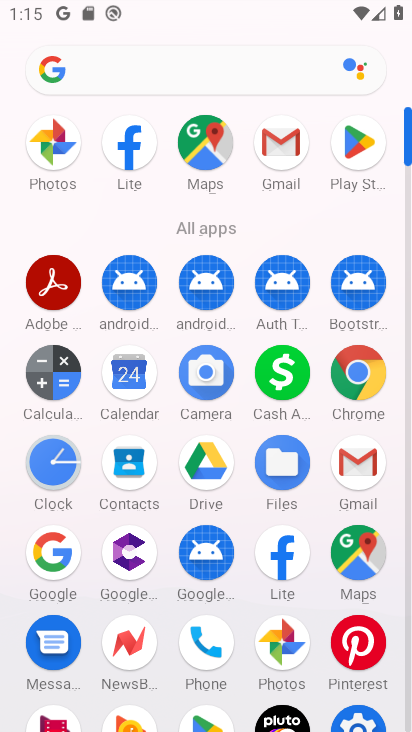 1:15
Photos Lite Maps Gmail Play St...
All apps
Adobe ... android... android... Auth T... Bootstr...
24
Calcula... Calendar Camera Cash A... Chrome
Clock Contacts Drive Files Gmail
Google Google... Google... Lite Maps
Messa... NewsB... Phone Photos Pinterest
pluto